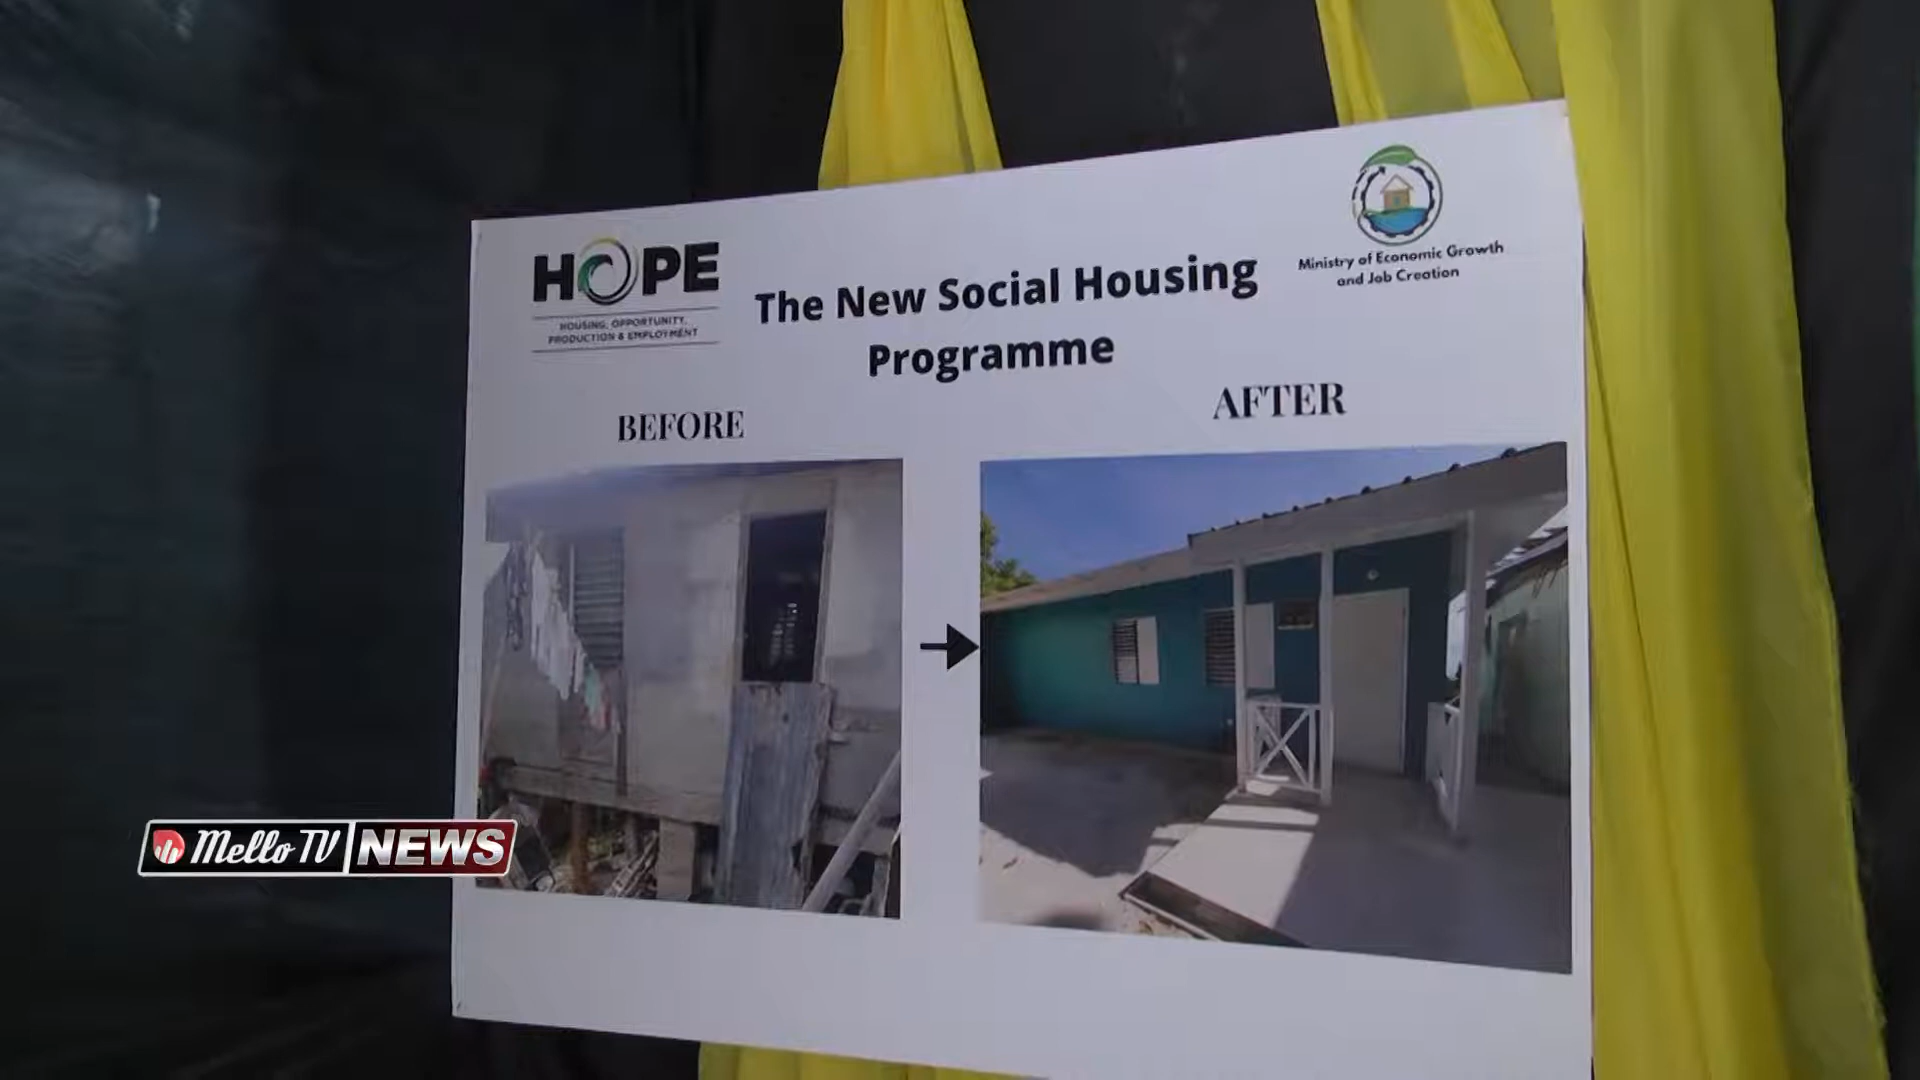 HOPE
HOUSING, OPPORTUNITY,
PRODUCTION & EMPLOYMENT
The New Social Housing
Programme
Ministry of Economic Growth
and Job Creation
BEFORE
AFTER
Mello TV NEWS